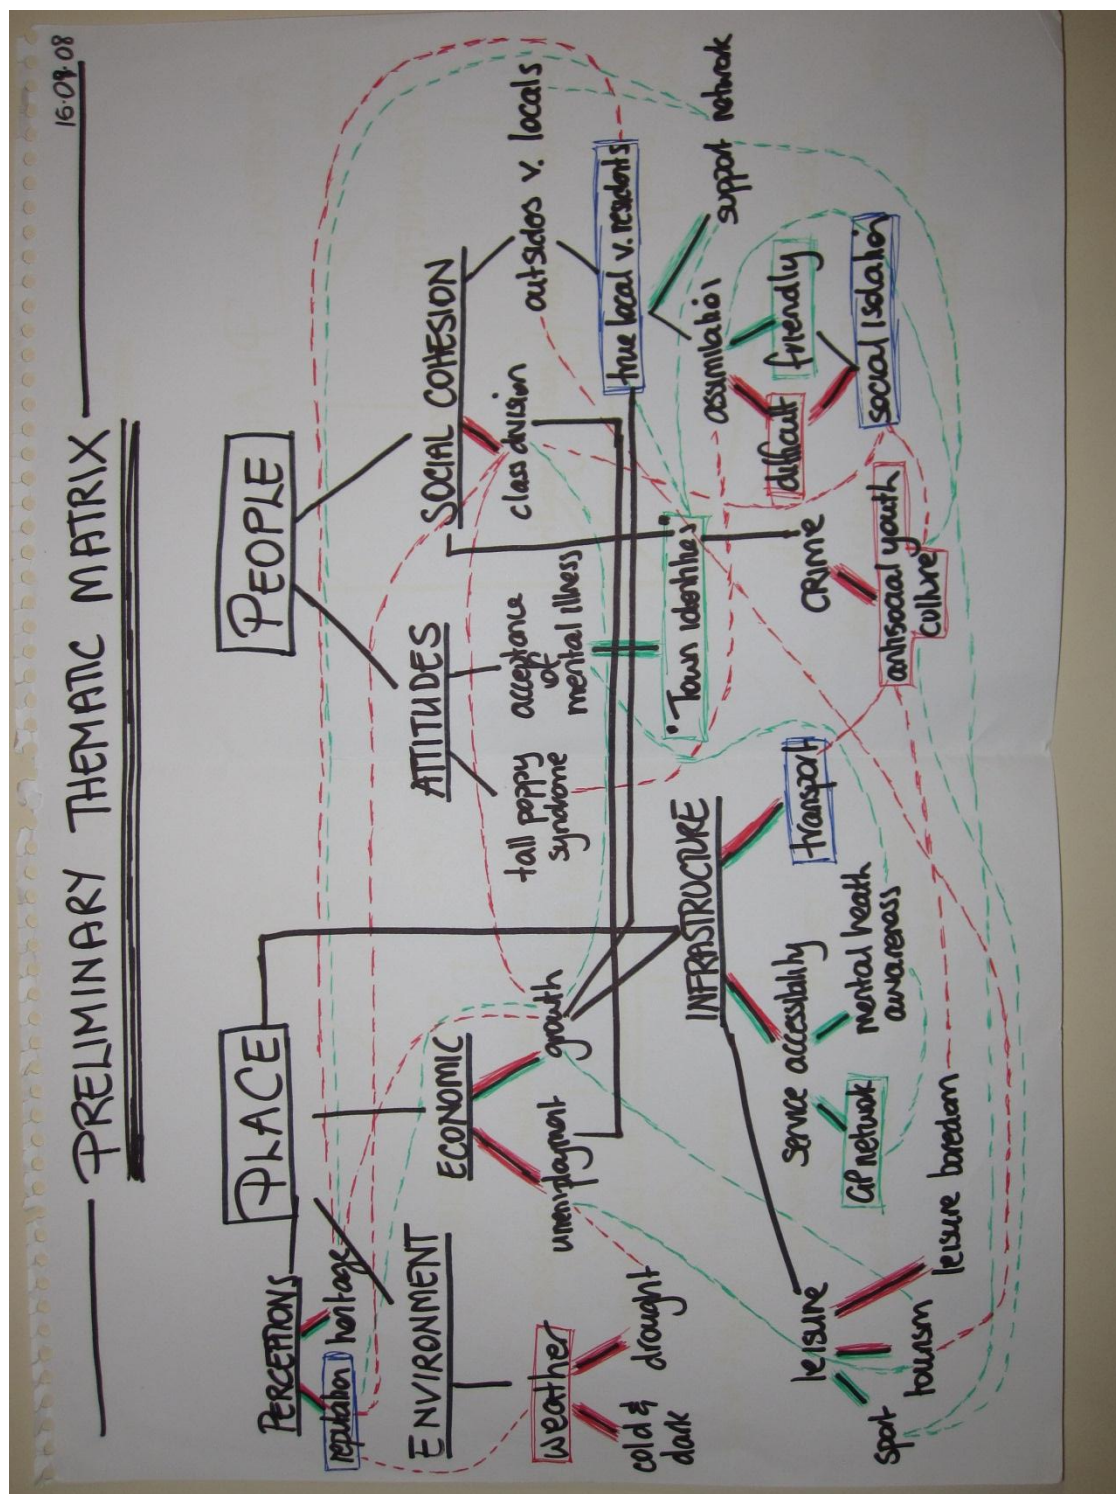 PRELIMINARY THEMATIC MATRIX
16.09.08
PLACE
PEOPLE
PERCEPTIONS
reputation
heritage
ENVIRONMENT
weather
cold &
dark
drought
ECONOMIC
unemployment
growth
INFRASTRUCTURE
leisure
sport
tourism
leisure boredom
service accessibility
GP network
mental heath
awareness
transport
ATTITUDES
tall poppy
syndrome
acceptance
of
mental illness
"Town identities"
SOCIAL COHESION
class division
outsides v. locals
true local v. residents
assimilation
support network
difficult
friendly
social isolation
CRIME
antisocial youth
culture